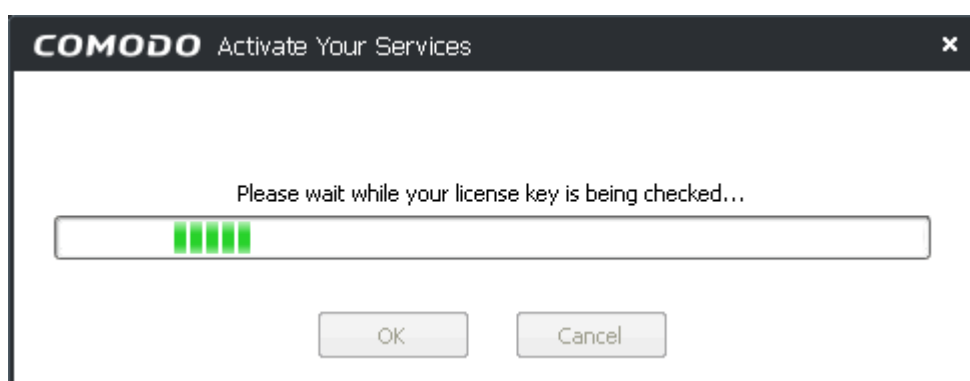 COMODO Activate Your Services
Please wait while your license key is being checked...
OK Cancel